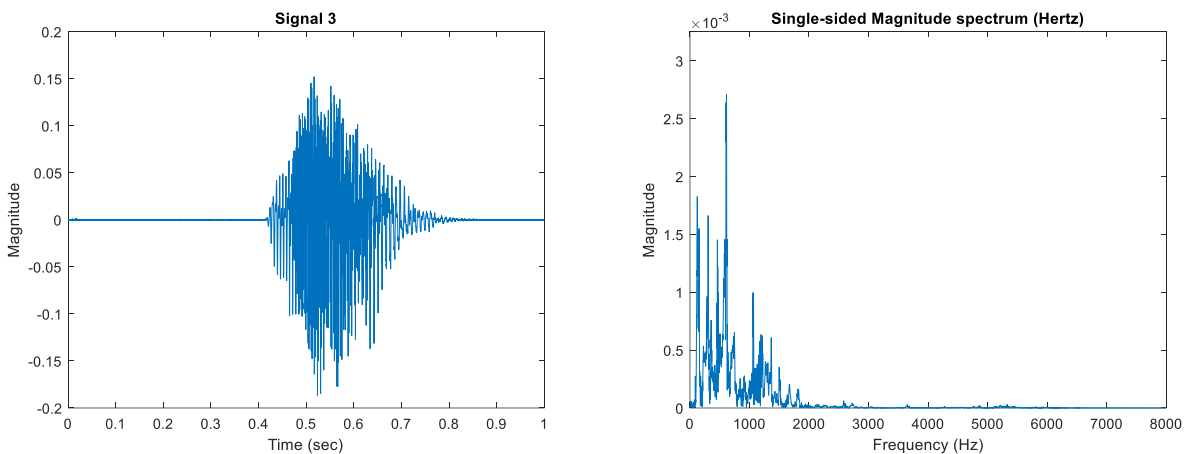 Signal 3
0.2
0.15
0.1
0.05
0
-0.05
-0.1
-0.15
-0.2
Magnitude
0 0.1 0.2 0.3 0.4 0.5 0.6 0.7 0.8 0.9 1
Time (sec)
Single-sided Magnitude spectrum (Hertz)
×10⁻³
3
2.5
2
1.5
1
0.5
0
Magnitude
0 1000 2000 3000 4000 5000 6000 7000 8000
Frequency (Hz)